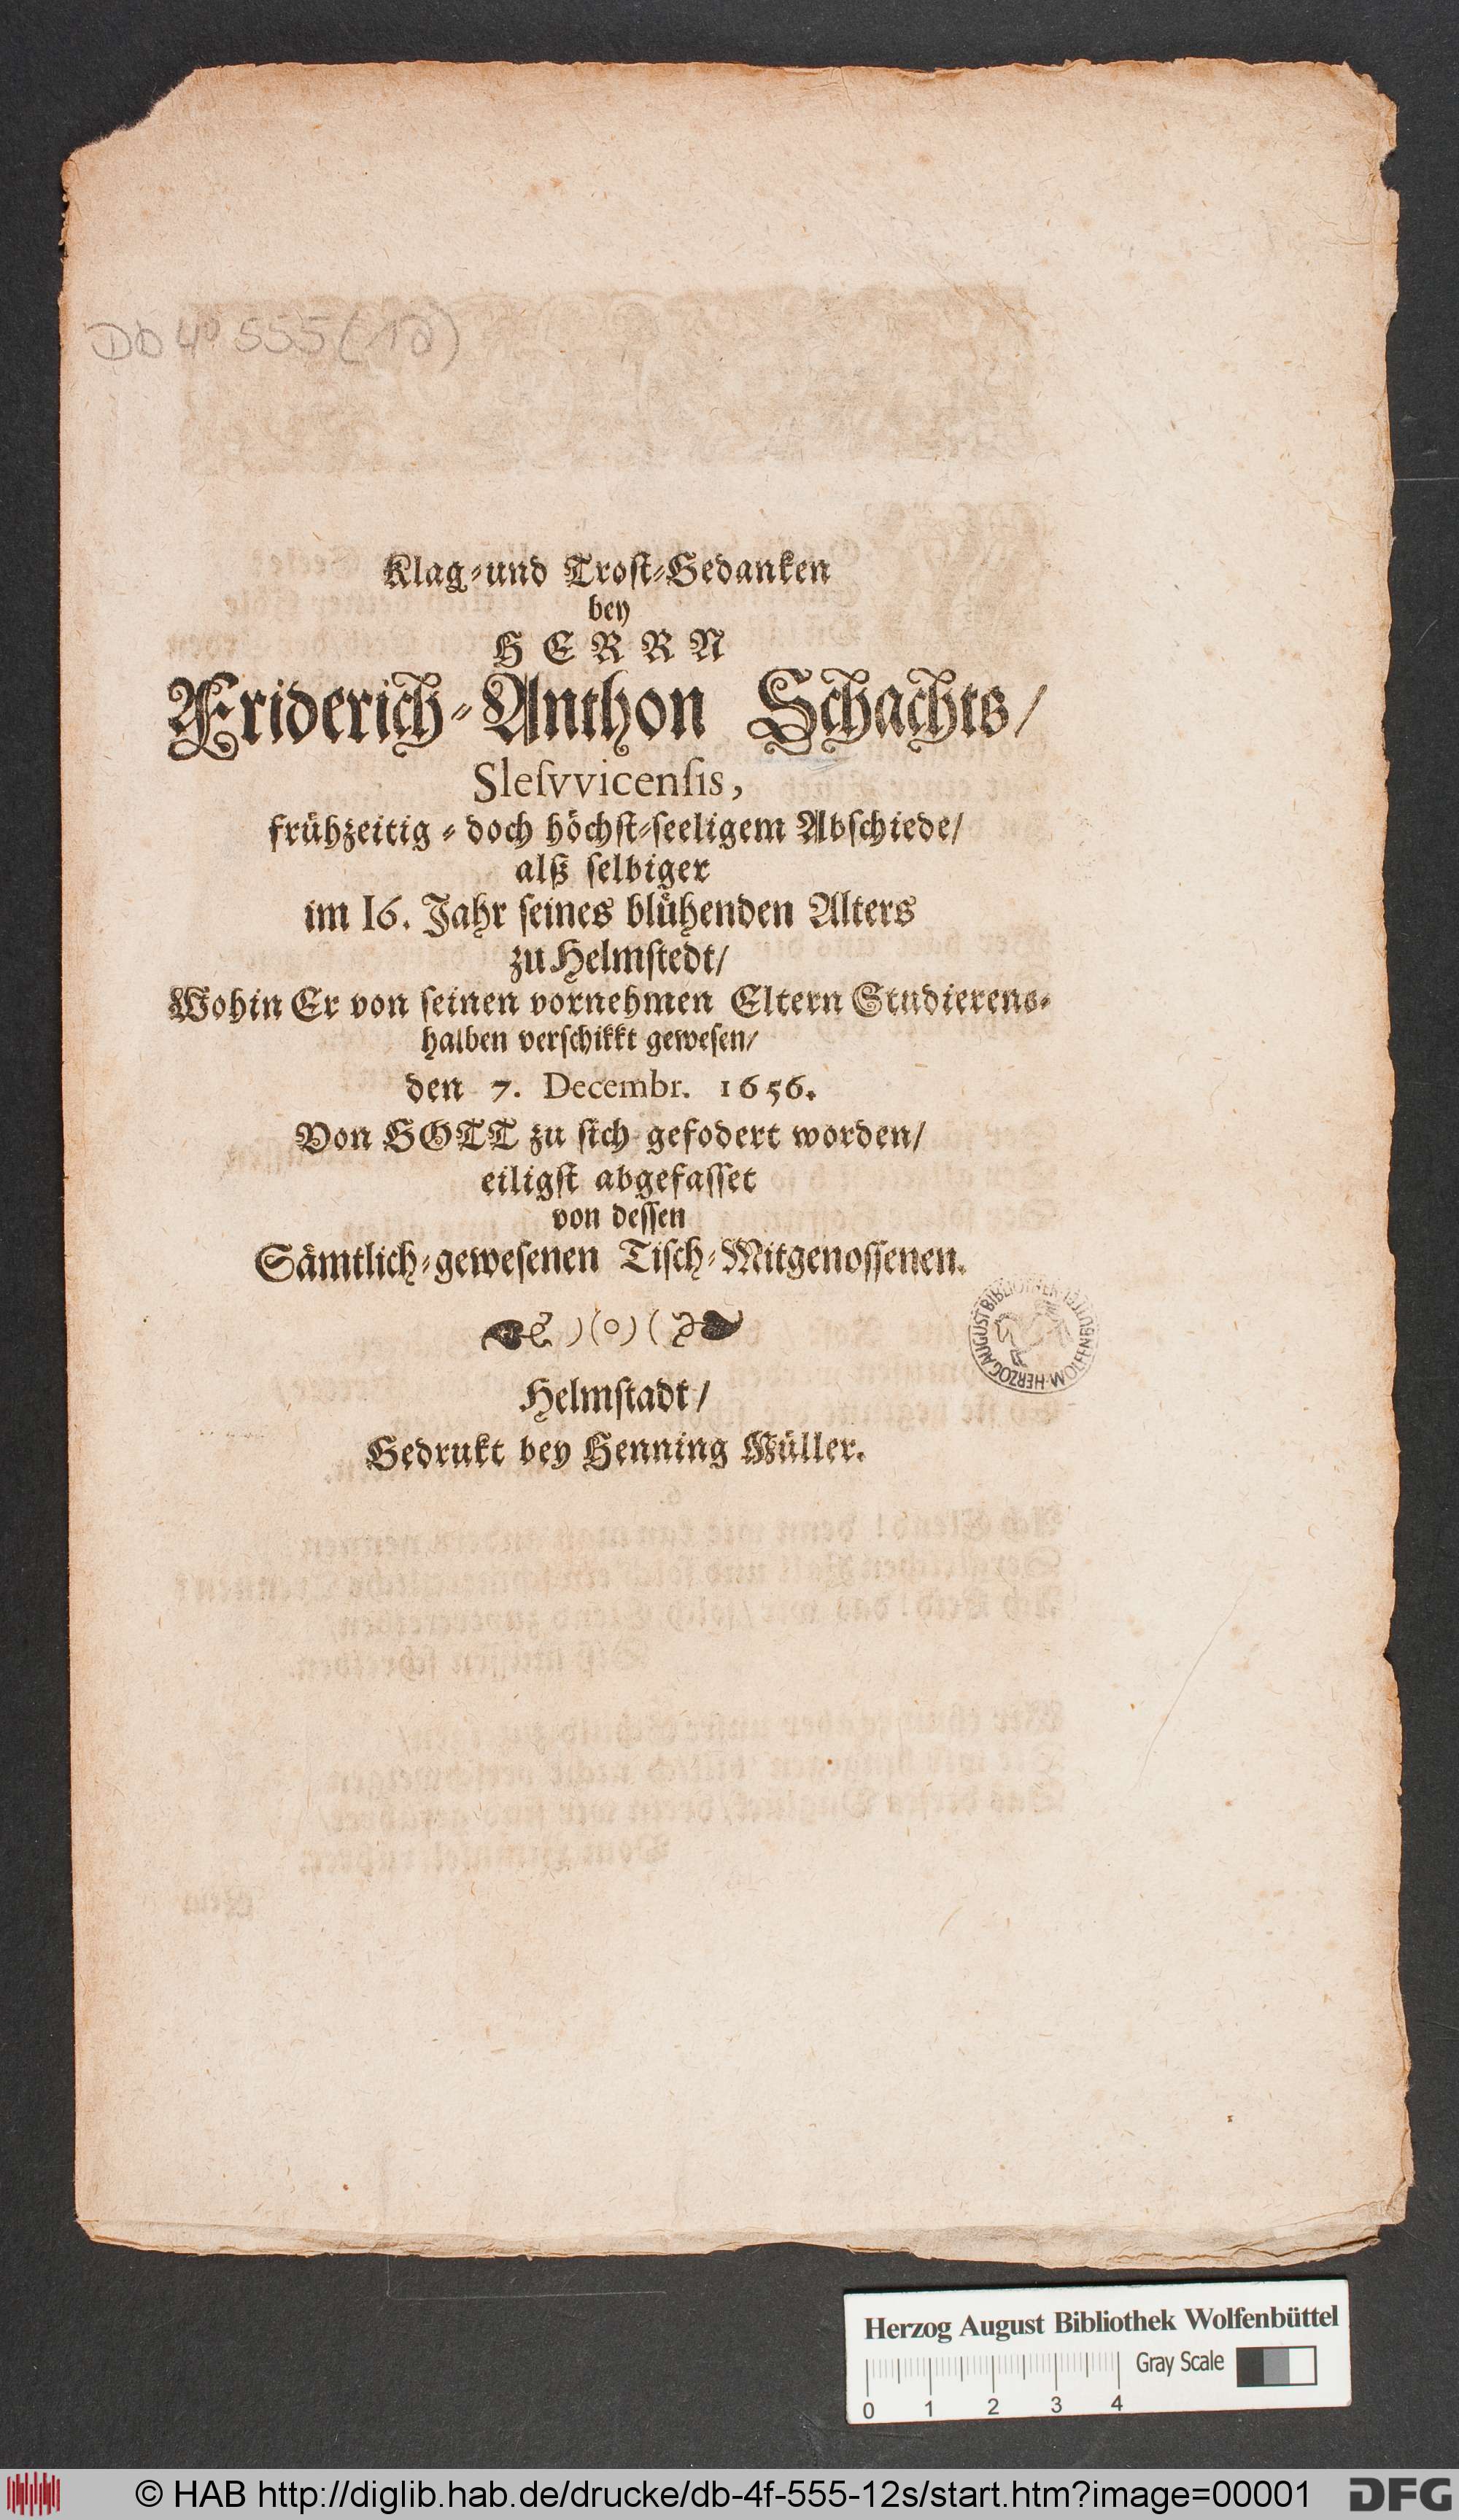 Klag-und Troſt-Gedanken
bey
HERRN
Friderich-Anthon Schachts/
Sleſvvicenſis,
frühzeitig-doch höchſt-ſeeligem Abſchiede/
alß ſelbiger
im 16. Jahr ſeines blühenden Alters
zu Helmſtedt/
Wohin Er von ſeinen vornehmen Eltern Studierens-
halben verſchikkt geweſen/
den 7. Decembr. 1656.
Von GOTT zu ſich gefodert worden/
eiligſt abgefaſſet
von deſſen
Sämtlich-geweſenen Tiſch-Mitgenoſſenen.
)(o)(
Helmſtadt/
Gedrukt bey Henning Müller.
HERZOG AUGUST BIBLIOTHEK WOLFENBÜTTEL
Herzog August Bibliothek Wolfenbüttel
Gray Scale
0 1 2 3 4
© HAB http://diglib.hab.de/drucke/db-4f-555-12s/start.htm?image=00001
DFG